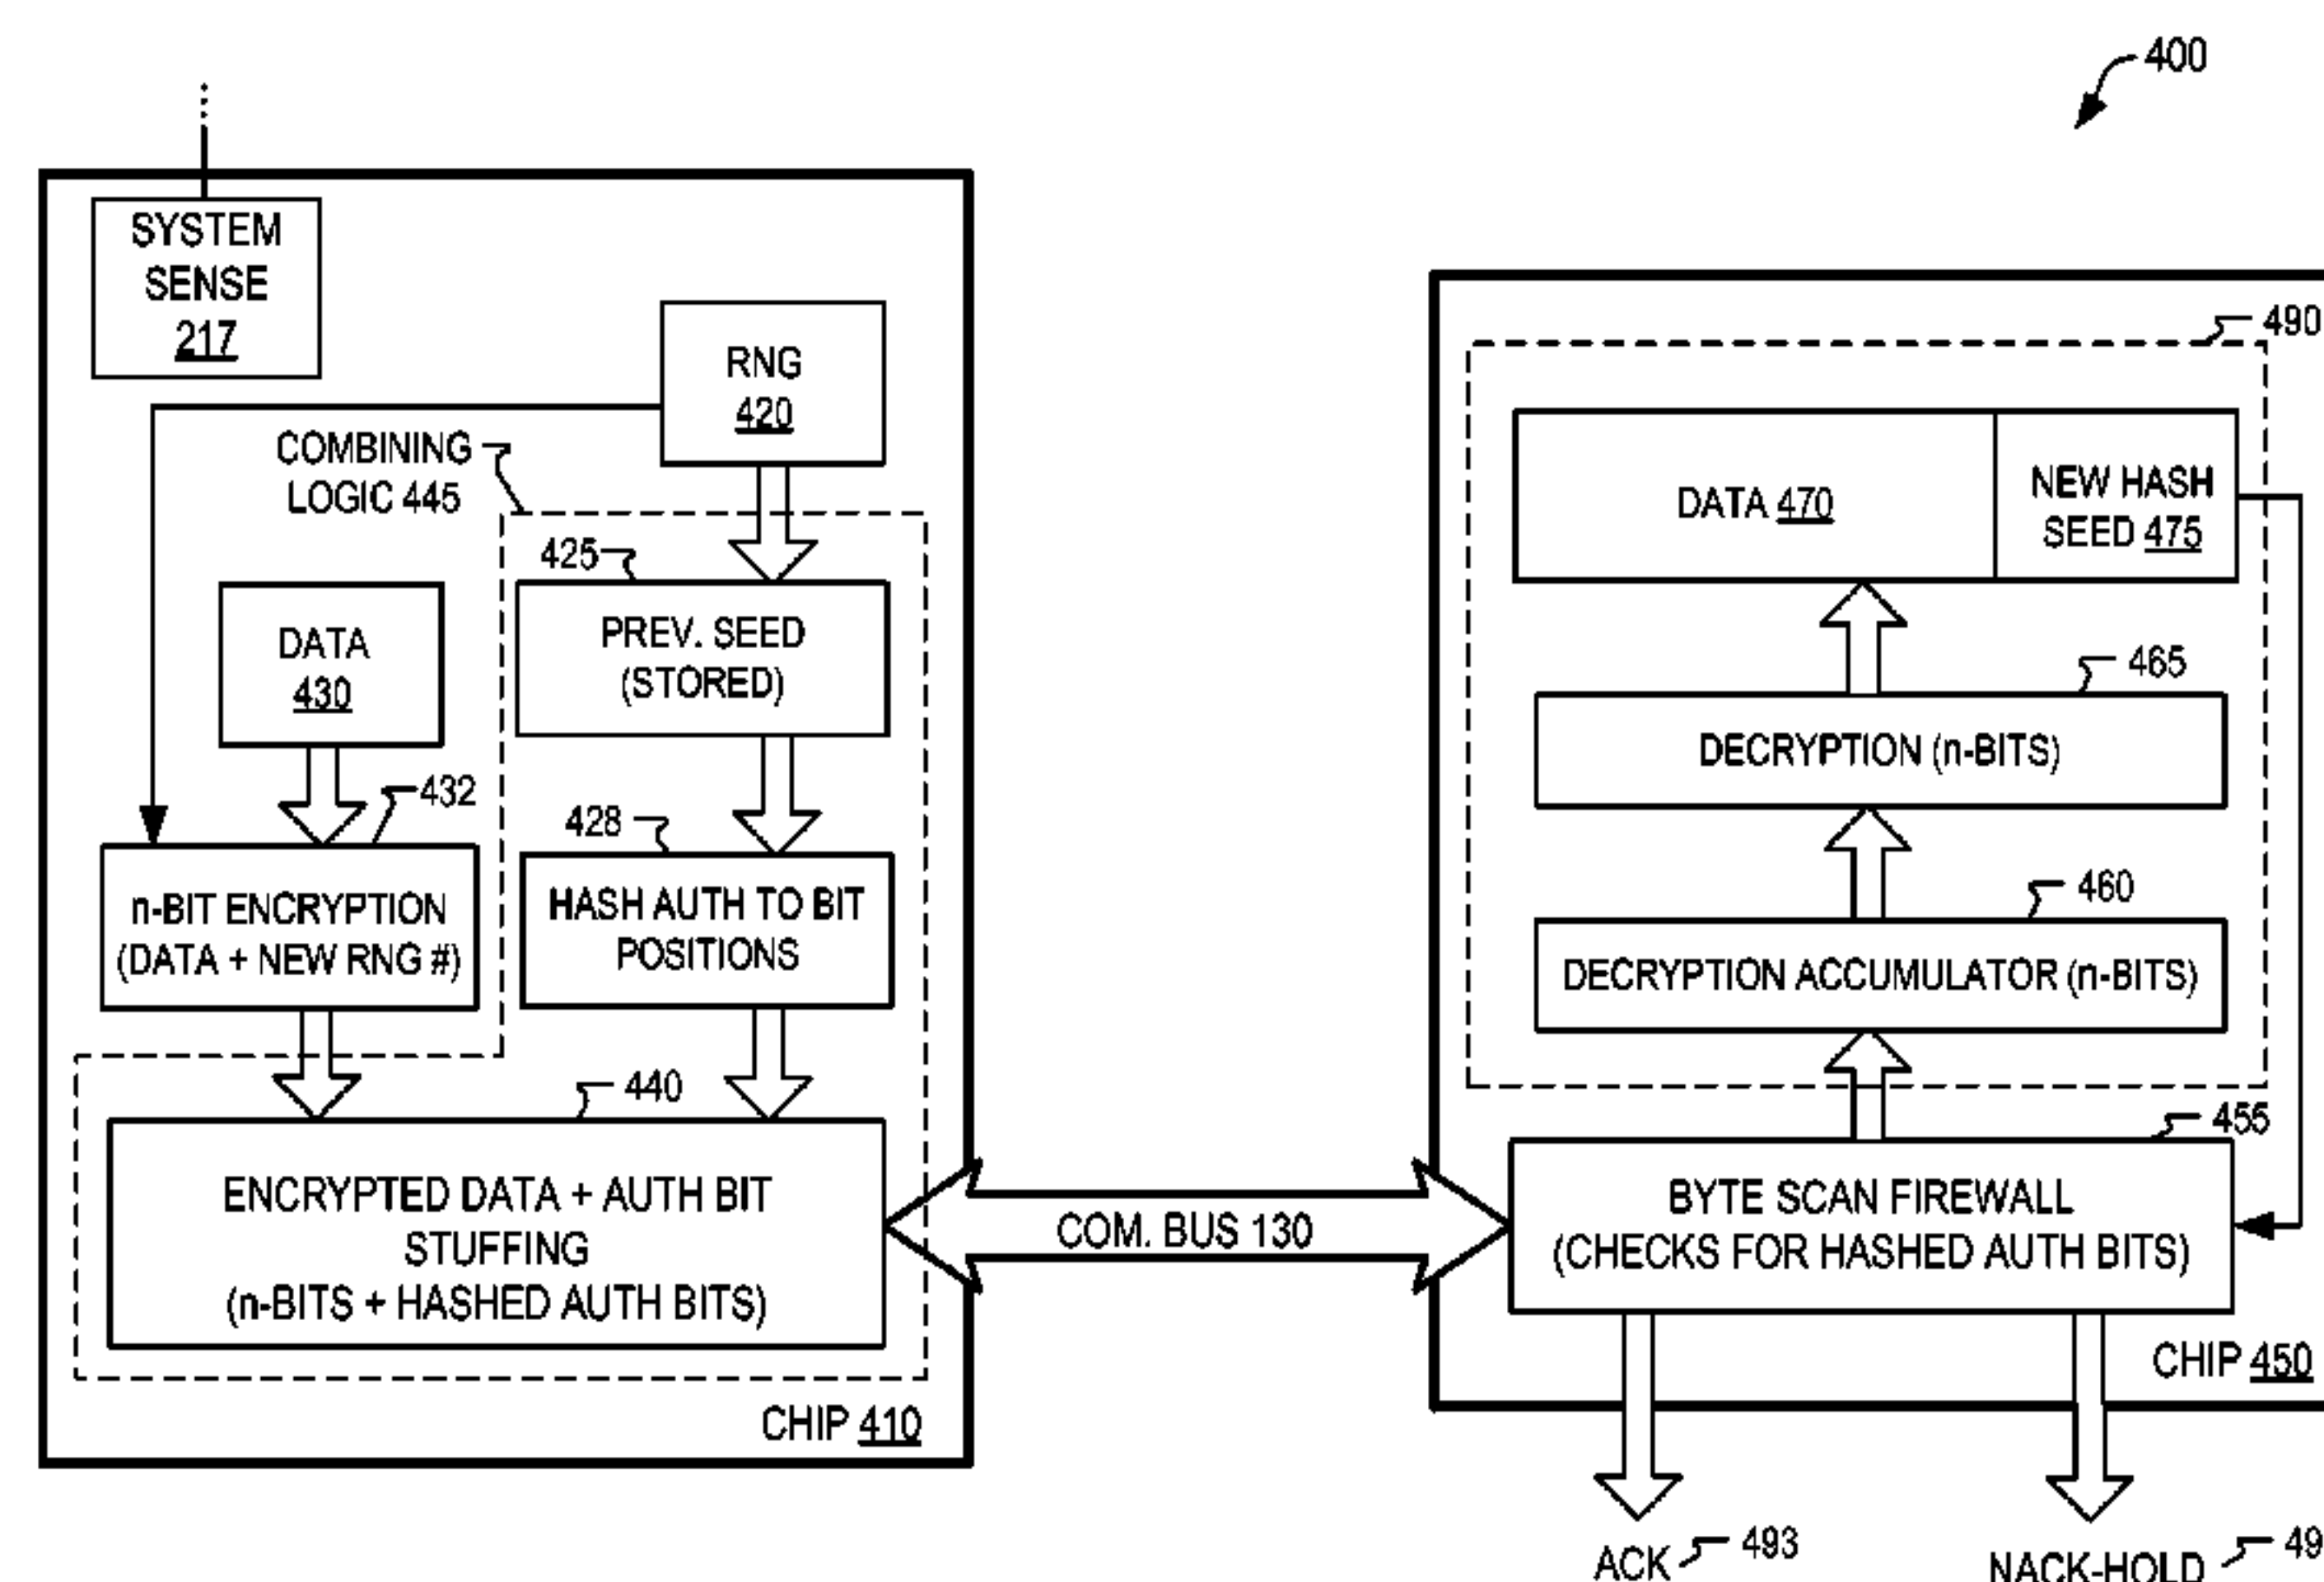 400
SYSTEM
SENSE
217
RNG
420
COMBINING
LOGIC 445
425
PREV. SEED
(STORED)
DATA
430
432
428
n-BIT ENCRYPTION
(DATA + NEW RNG #)
HASH AUTH TO BIT
POSITIONS
440
ENCRYPTED DATA + AUTH BIT
STUFFING
(n-BITS + HASHED AUTH BITS)
CHIP 410
COM. BUS 130
490
DATA 470
NEW HASH
SEED 475
465
DECRYPTION (n-BITS)
460
DECRYPTION ACCUMULATOR (n-BITS)
455
BYTE SCAN FIREWALL
(CHECKS FOR HASHED AUTH BITS)
CHIP 450
ACK 493
NACK-HOLD